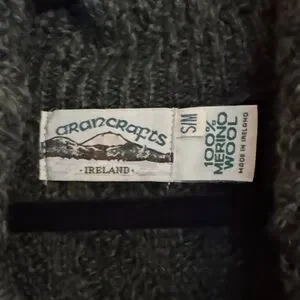 arancrafts
· IRELAND ·
S/M
100%
MERINO
WOOL
MADE IN IRELAND